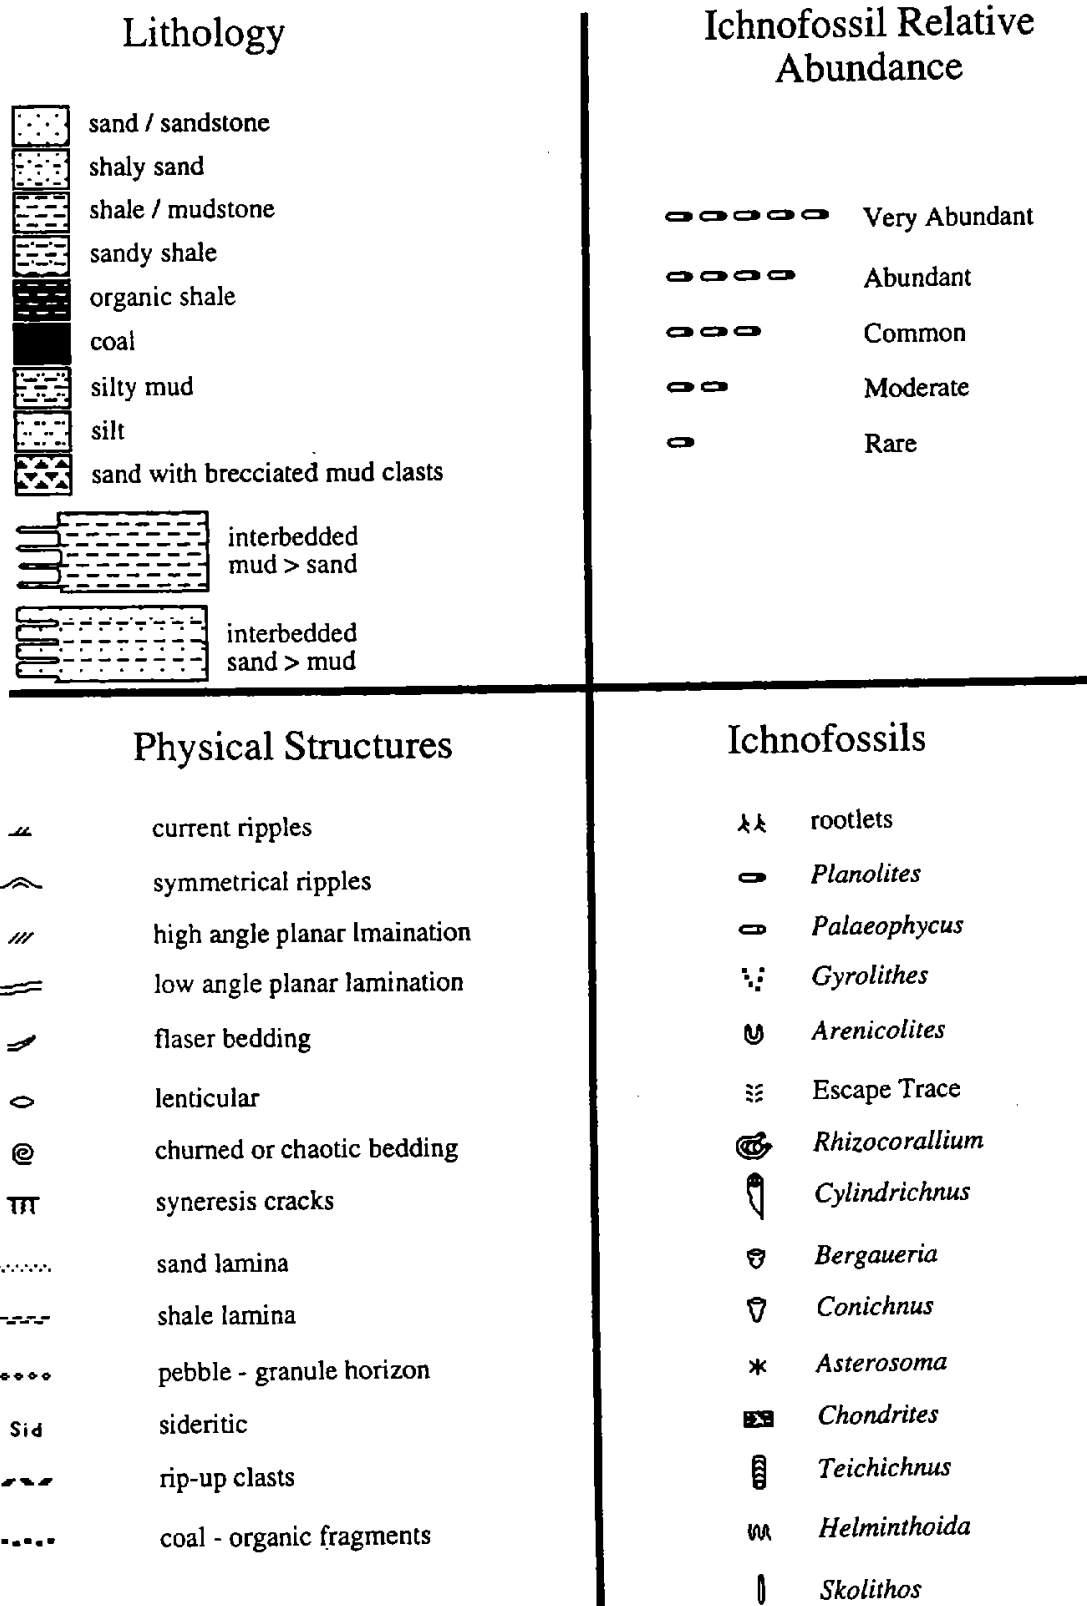 Lithology
sand / sandstone
shaly sand
shale / mudstone
sandy shale
organic shale
coal
silty mud
silt
sand with brecciated mud clasts
interbedded
mud > sand
interbedded
sand > mud
Ichnofossil Relative
Abundance
Very Abundant
Abundant
Common
Moderate
Rare
Physical Structures
current ripples
symmetrical ripples
high angle planar lmaination
low angle planar lamination
flaser bedding
lenticular
churned or chaotic bedding
syneresis cracks
sand lamina
shale lamina
pebble - granule horizon
Sid sideritic
rip-up clasts
coal - organic fragments
Ichnofossils
rootlets
Planolites
Palaeophycus
Gyrolithes
Arenicolites
Escape Trace
Rhizocorallium
Cylindrichnus
Bergaueria
Conichnus
Asterosoma
Chondrites
Teichichnus
Helminthoida
Skolithos